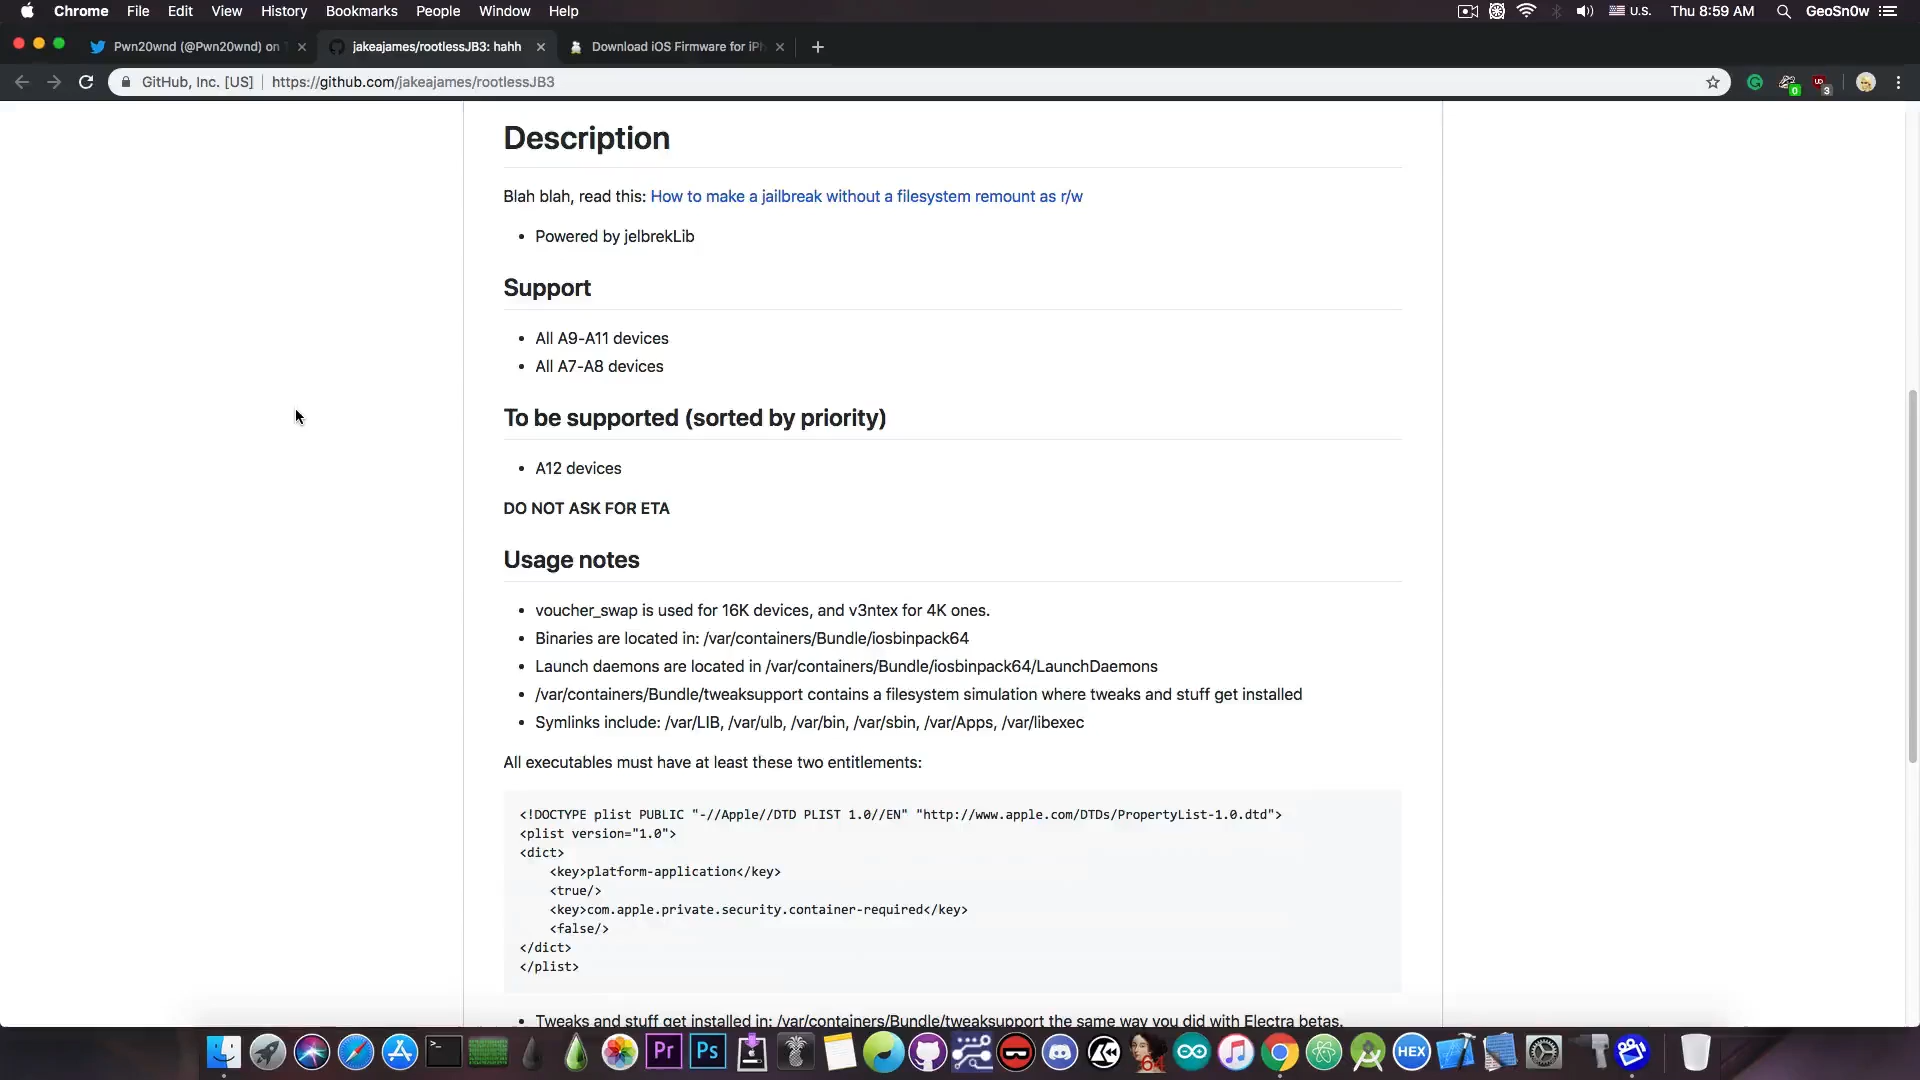 Chrome File Edit View History Bookmarks People Window Help U.S. Thu 8:59 AM GeoSn0w
Pwn20wnd (@Pwn20wnd) on jakeajames/rootlessJB3: hahh Download iOS Firmware for iPh
GitHub, Inc. [US] https://github.com/jakeajames/rootlessJB3 0 3
Description
Blah blah, read this: How to make a jailbreak without a filesystem remount as r/w
• Powered by jelbrekLib
Support
• All A9-A11 devices
• All A7-A8 devices
To be supported (sorted by priority)
• A12 devices
DO NOT ASK FOR ETA
Usage notes
• voucher_swap is used for 16K devices, and v3ntex for 4K ones.
• Binaries are located in: /var/containers/Bundle/iosbinpack64
• Launch daemons are located in /var/containers/Bundle/iosbinpack64/LaunchDaemons
• /var/containers/Bundle/tweaksupport contains a filesystem simulation where tweaks and stuff get installed
• Symlinks include: /var/LIB, /var/ulb, /var/bin, /var/sbin, /var/Apps, /var/libexec
All executables must have at least these two entitlements:
<!DOCTYPE plist PUBLIC "-//Apple//DTD PLIST 1.0//EN" "http://www.apple.com/DTDs/PropertyList-1.0.dtd">
<plist version="1.0">
<dict>
<key>platform-application</key>
<true/>
<key>com.apple.private.security.container-required</key>
<false/>
</dict>
</plist>
• Tweaks and stuff get installed in: /var/containers/Bundle/tweaksupport the same way you did with Electra betas.
Pr Ps 64 HEX